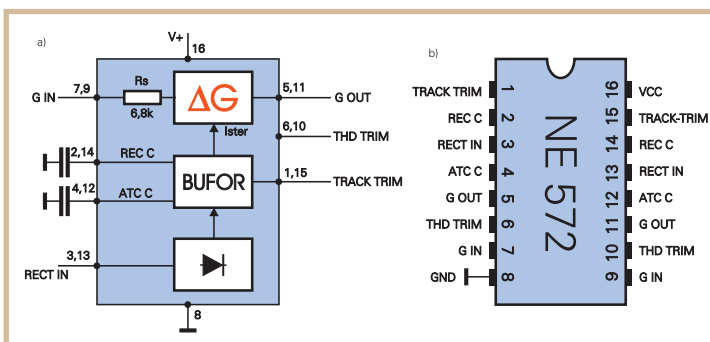 a)
V+
16
7,9
Rs
5,11
G IN
ΔG
G OUT
6,8k
6,10
Ister
THD TRIM
2,14
REC C
1,15
BUFOR
TRACK TRIM
4,12
ATC C
3,13
RECT IN
8
b)
NE 572
TRACK TRIM 1
REC C 2
RECT IN 3
ATC C 4
G OUT 5
THD TRIM 6
G IN 7
GND 8
16 VCC
15 TRACK-TRIM
14 REC C
13 RECT IN
12 ATC C
11 G OUT
10 THD TRIM
9 G IN